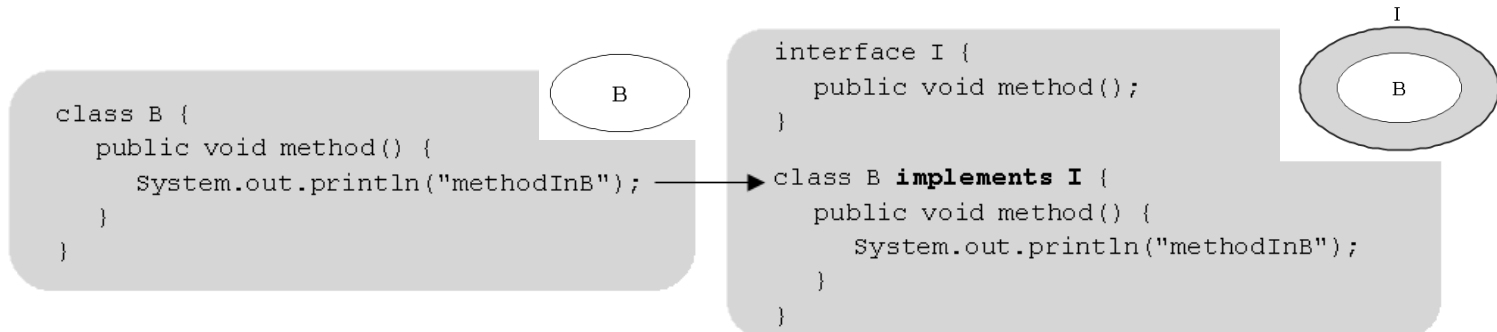 class B {
public void method() {
System.out.println("methodInB");
}
}
B
interface I {
public void method();
}
class B implements I {
public void method() {
System.out.println("methodInB");
}
}
I
B